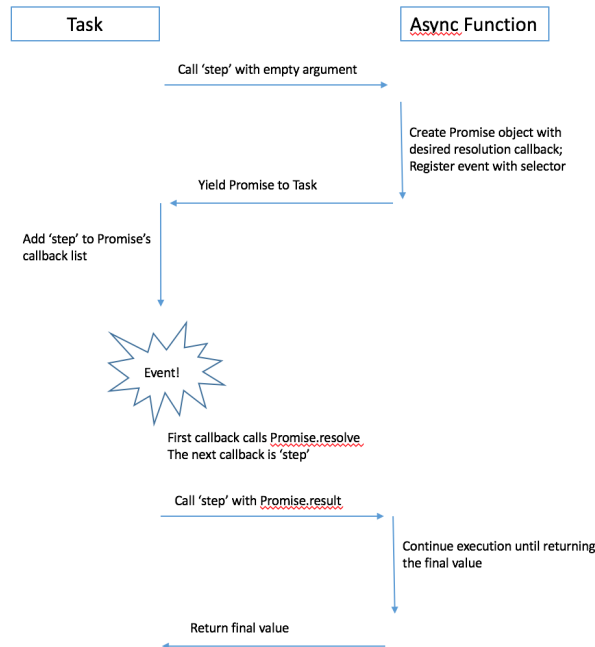 Task
Async Function
Call ‘step’ with empty argument
Create Promise object with
desired resolution callback;
Register event with selector
Yield Promise to Task
Add ‘step’ to Promise’s
callback list
Event!
First callback calls Promise.resolve
The next callback is ‘step’
Call ‘step’ with Promise.result
Continue execution until returning
the final value
Return final value